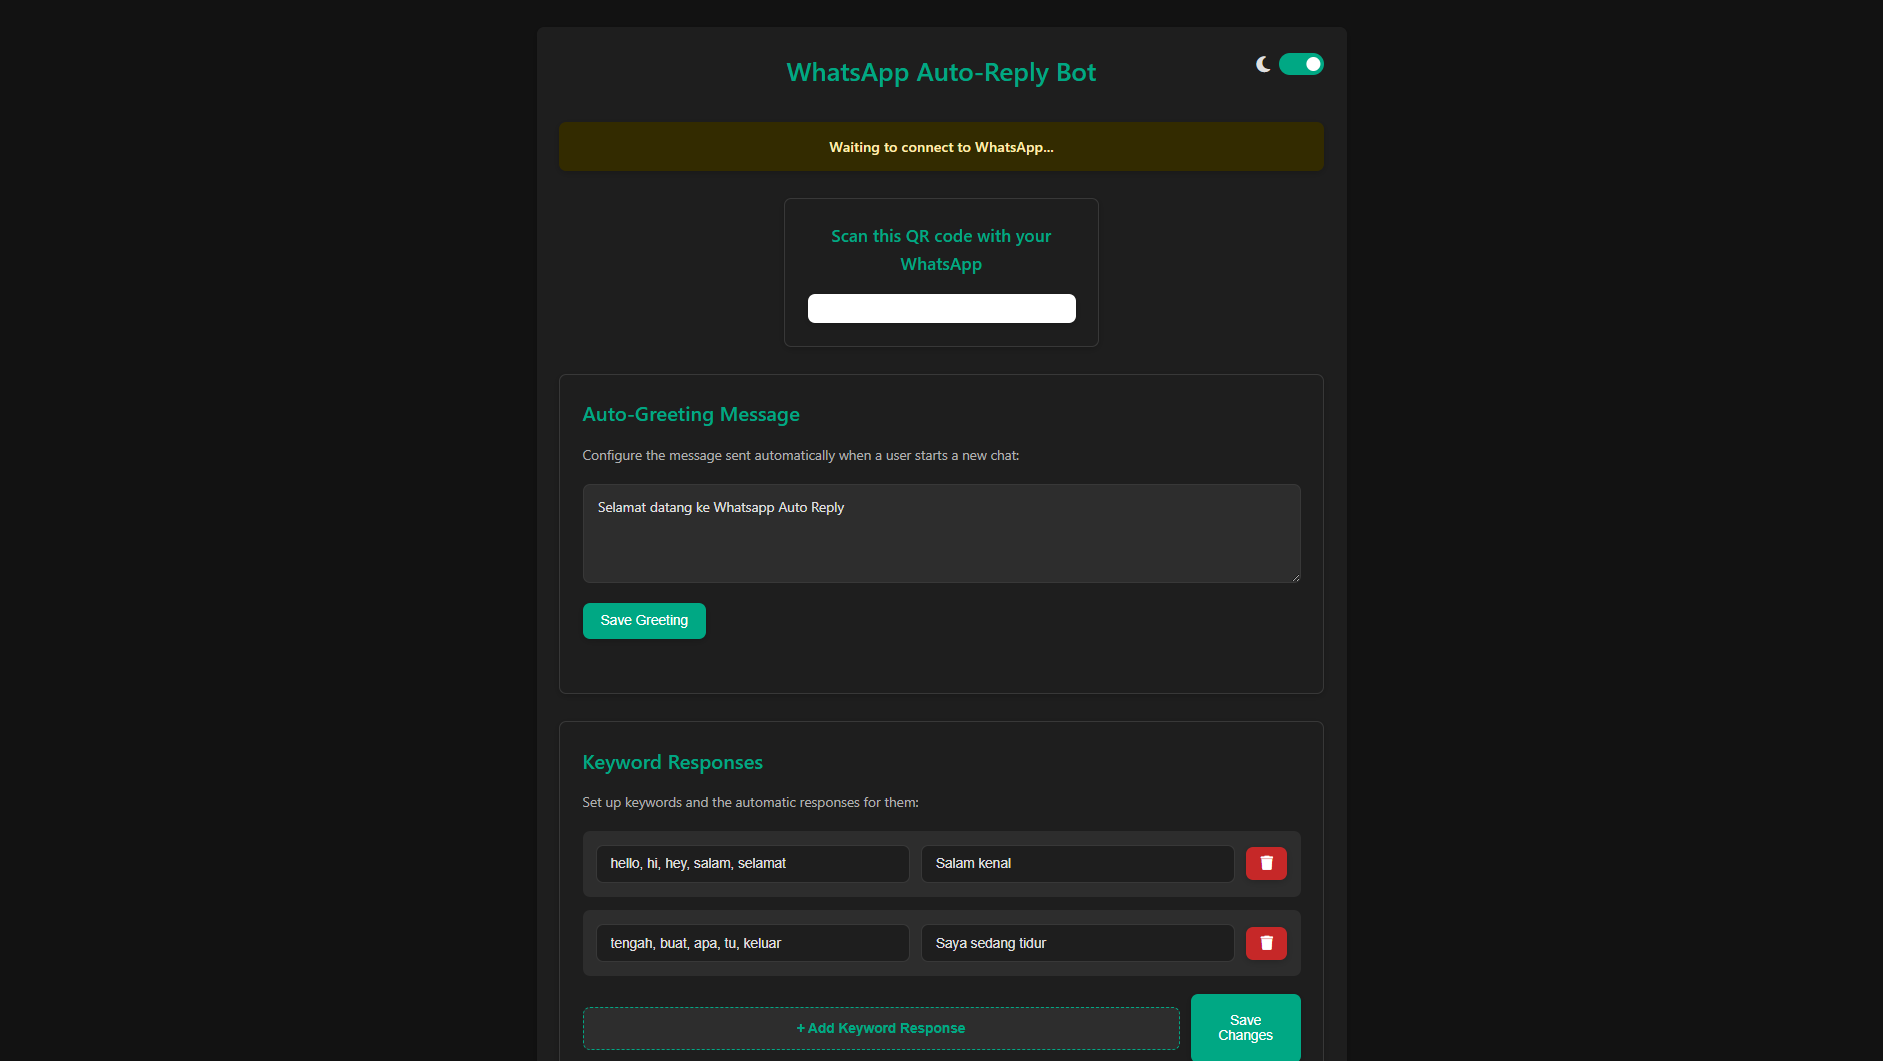 WhatsApp Auto-Reply Bot
Waiting to connect to WhatsApp...
Scan this QR code with your
WhatsApp
Auto-Greeting Message
Configure the message sent automatically when a user starts a new chat:
Selamat datang ke Whatsapp Auto Reply
Save Greeting
Keyword Responses
Set up keywords and the automatic responses for them:
hello, hi, hey, salam, selamat
Salam kenal
tengah, buat, apa, tu, keluar
Saya sedang tidur
+ Add Keyword Response
Save
Changes